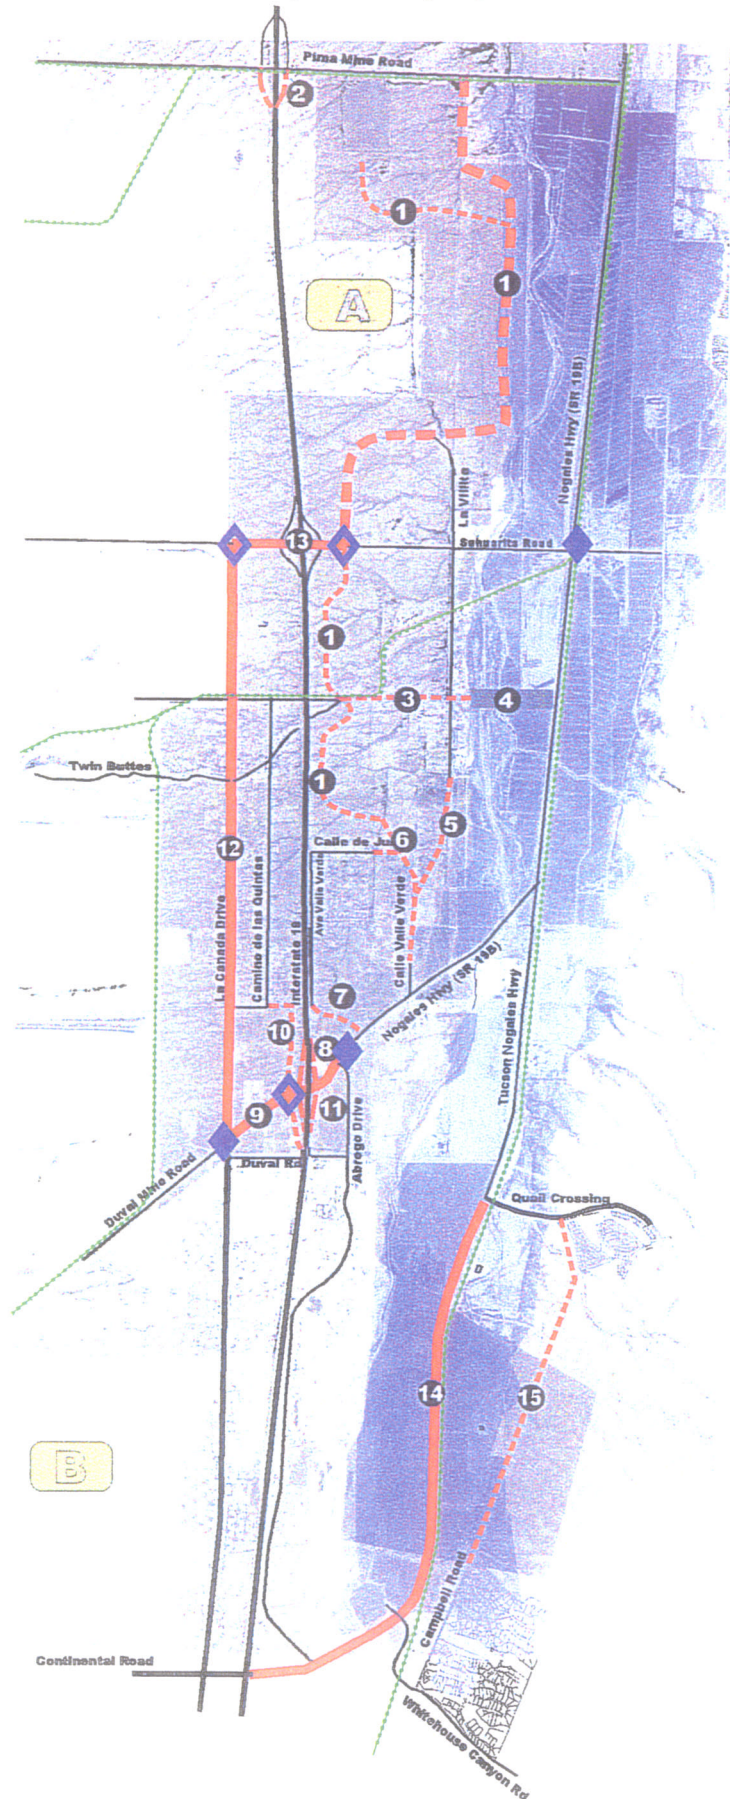 Pima Mine Road
2
1
1
A
Nogales Hwy (SR 19B)
La Villita
13
Sahuarita Road
1
3
4
Twin Buttes
1
5
6
Calle de
12
La Canada Drive
Camino de las Quintas
Interstate 19
Ave Valle Verde
Calle Valle Verde
7
Nogales Hwy (SR 19B)
10
8
Tucson Nogales Hwy
9
11
Abrego Drive
Duval Mine Road
Duval Rd
Quail Crossing
14
15
B
Campbell Road
Continental Road
Whitehouse Canyon Rd